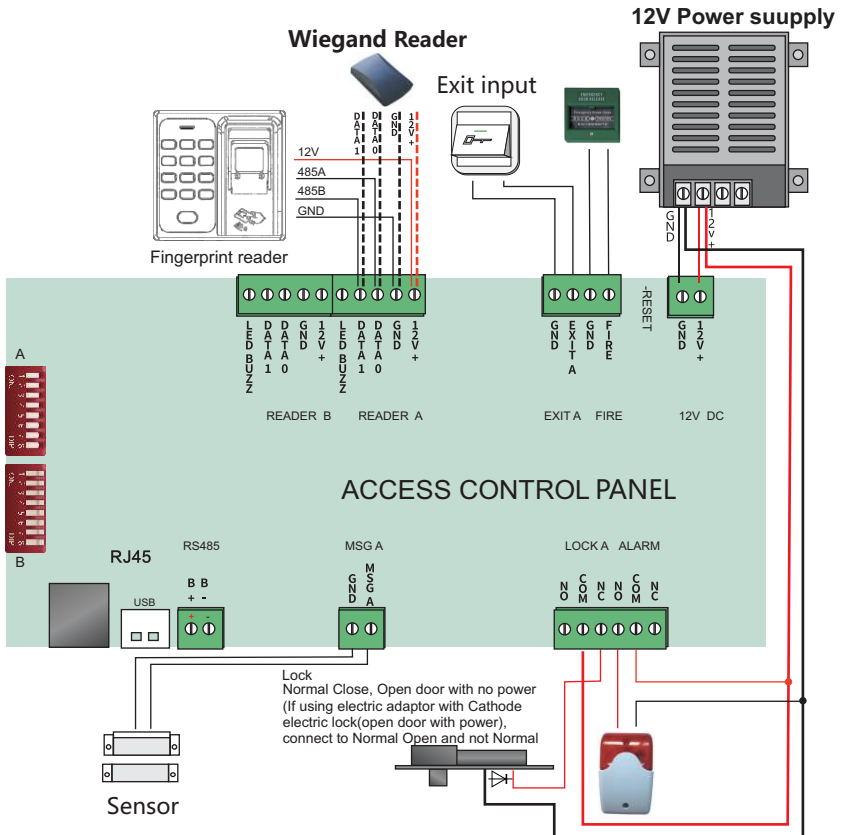 12V Power suupply
Wiegand Reader
Exit input
DATA1
DATA0
GND
12V+
12V
485A
485B
GND
Fingerprint reader
EMERGENCY
DOOR RELEASE
GND
12V+
-RESET
LED BUZZ
DATA1
DATA0
GND
12V+
LED BUZZ
DATA1
DATA0
GND
12V+
GND
EXIT A
GND
FIRE
GND
12V+
READER B
READER A
EXIT A
FIRE
12V DC
A
ACCESS CONTROL PANEL
B
RJ45
RS485
MSG A
LOCK A
ALARM
USB
B
+
B
-
+
-
GND
MSG A
NO
COM
NC
NO
COM
NC
Lock
Normal Close, Open door with no power
(If using electric adaptor with Cathode
electric lock(open door with power),
connect to Normal Open and not Normal
Sensor